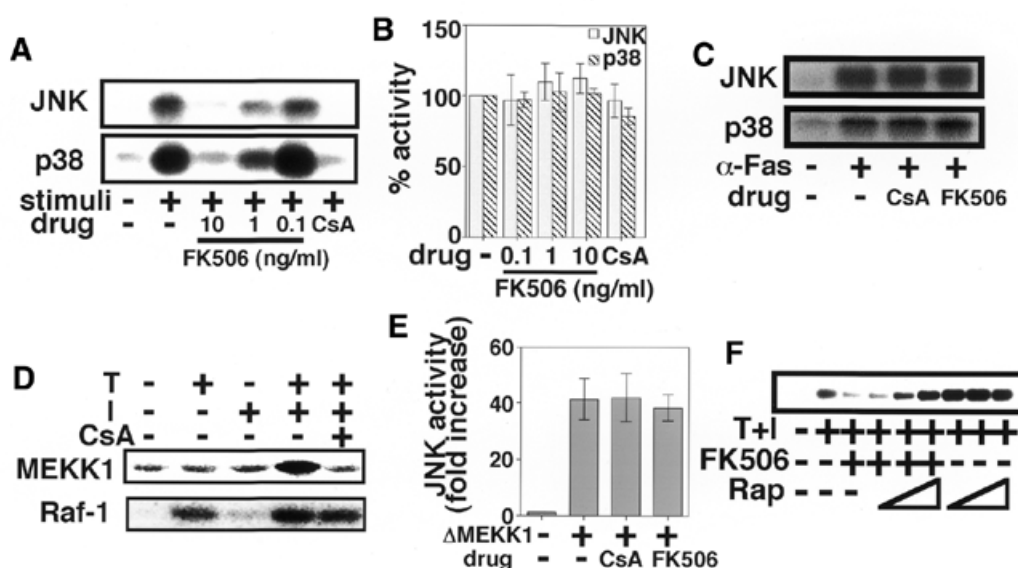 A
JNK
p38
stimuli - + + + + +
drug - - 10 1 0.1 CsA
FK506 (ng/ml)
B
% activity
150
100
50
0
JNK
p38
drug - 0.1 1 10 CsA
FK506 (ng/ml)
C
JNK
p38
α-Fas - + + +
drug - - CsA FK506
D
T - + - + +
I - - + + +
CsA - - - - +
MEKK1
Raf-1
E
JNK activity
(fold increase)
60
40
20
0
ΔMEKK1 - + + +
drug - - CsA FK506
F
T+I - + + + + + + + +
FK506 - - + + + + - - -
Rap - - -